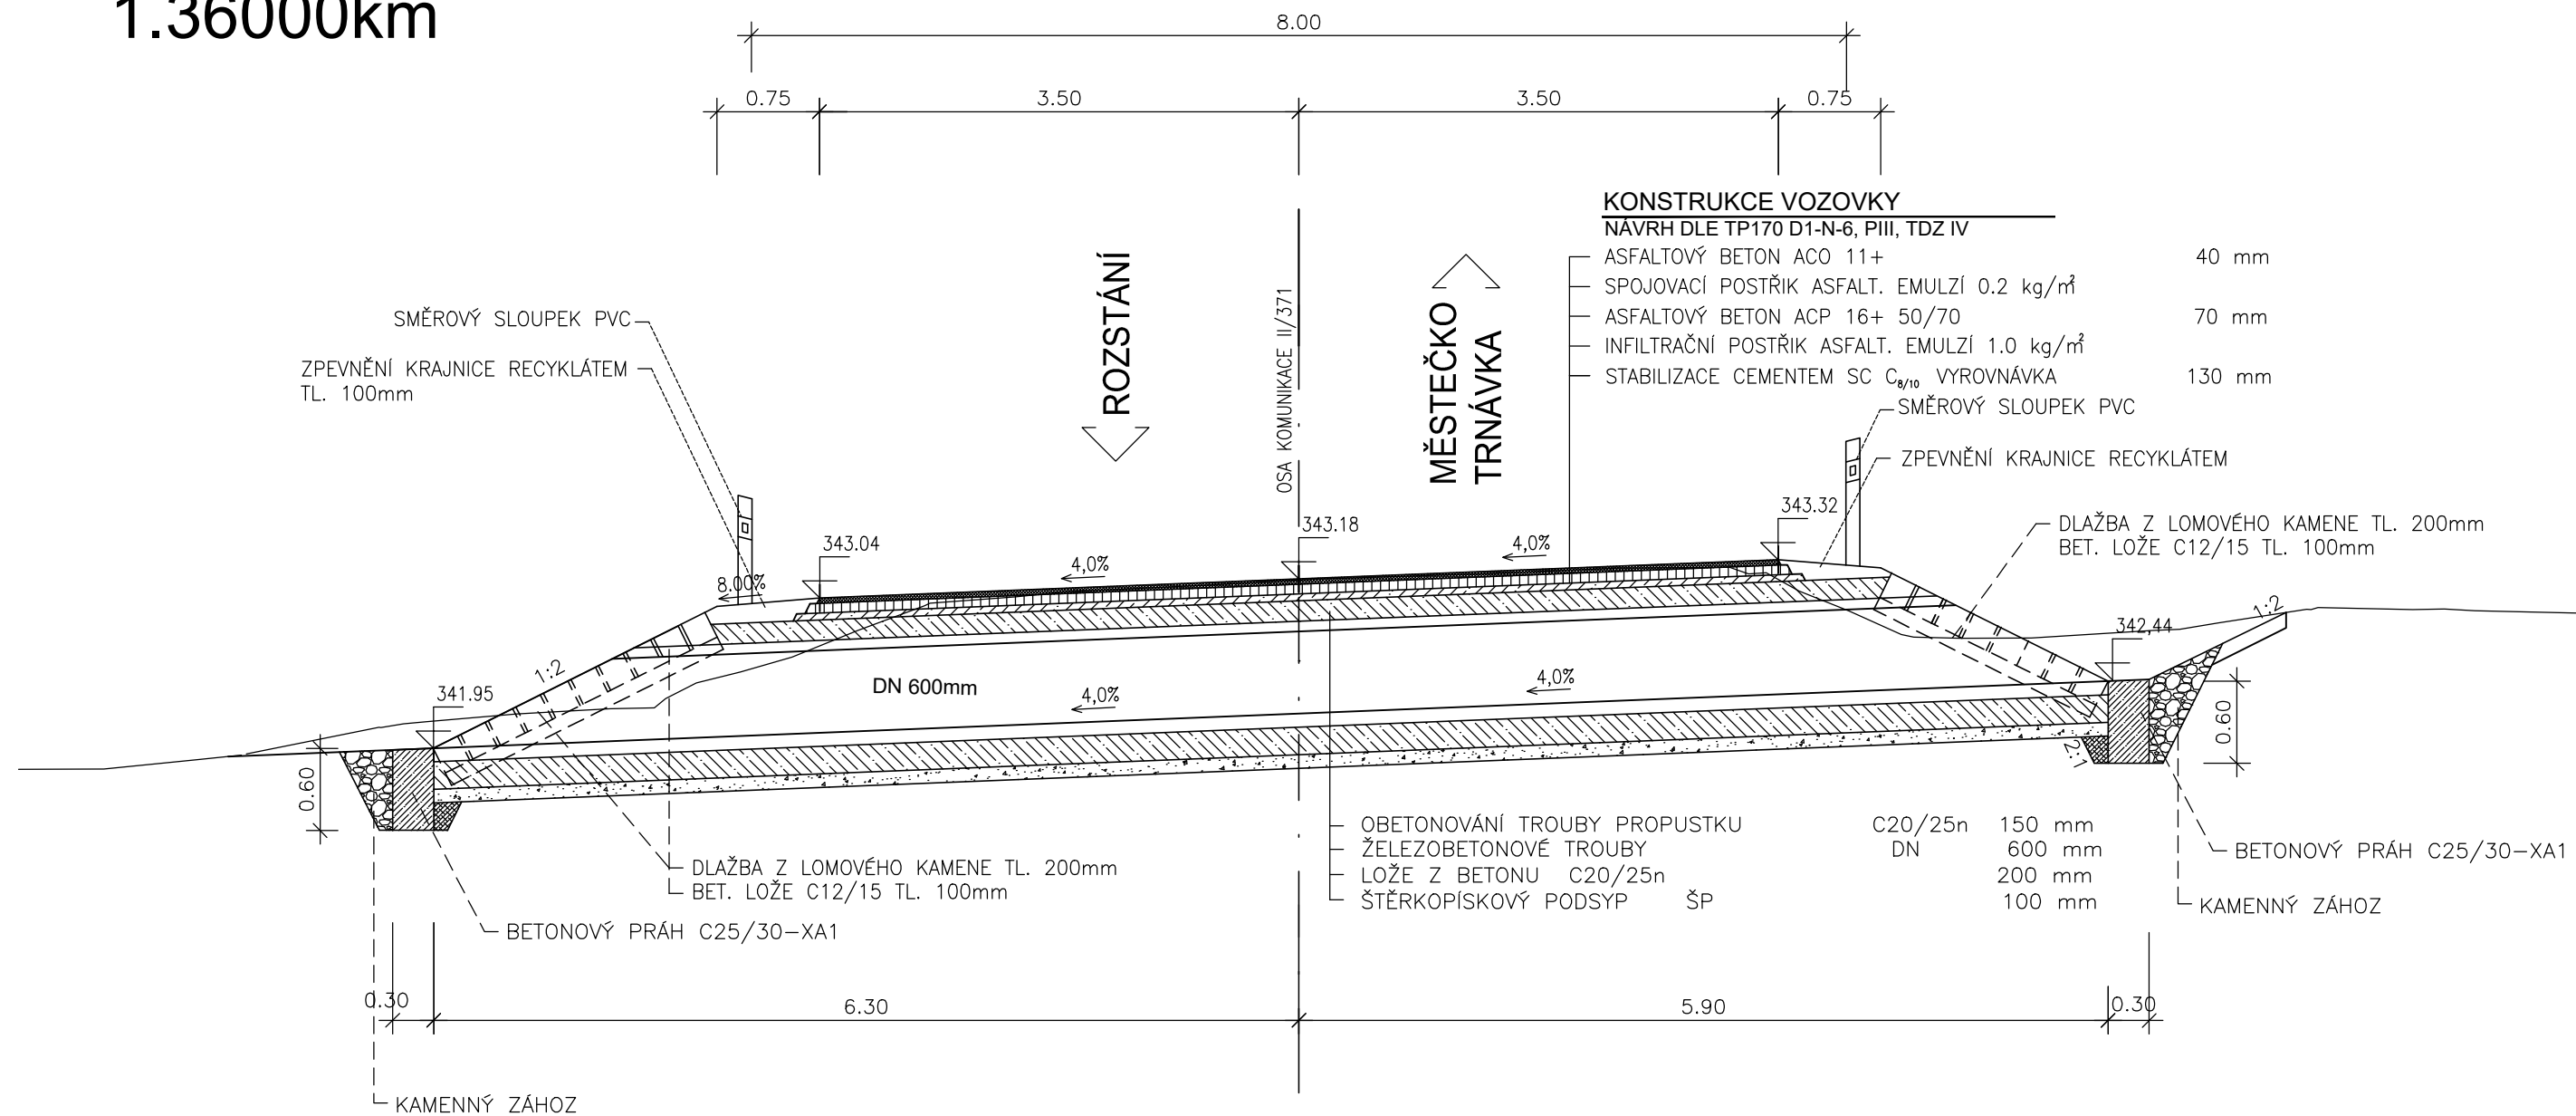 1.36000km
8.00
0.75
3.50
3.50
0.75
KONSTRUKCE VOZOVKY
NÁVRH DLE TP170 D1-N-6, PIII, TDZ IV
ASFALTOVÝ BETON ACO 11+ 40 mm
SPOJOVACÍ POSTŘIK ASFALT. EMULZÍ 0.2 kg/m²
ASFALTOVÝ BETON ACP 16+ 50/70 70 mm
INFILTRAČNÍ POSTŘIK ASFALT. EMULZÍ 1.0 kg/m²
STABILIZACE CEMENTEM SC C8/10 VYROVNÁVKA 130 mm
SMĚROVÝ SLOUPEK PVC
ZPEVNĚNÍ KRAJNICE RECYKLÁTEM
TL. 100mm
ROZSTÁNÍ
OSA KOMUNIKACE II/371
MĚSTEČKO
TRNÁVKA
SMĚROVÝ SLOUPEK PVC
ZPEVNĚNÍ KRAJNICE RECYKLÁTEM
DLAŽBA Z LOMOVÉHO KAMENE TL. 200mm
BET. LOŽE C12/15 TL. 100mm
343.04
343.18
343.32
8.00%
4,0%
4,0%
1:2
342,44
1:2
341.95
DN 600mm
4,0%
4,0%
0.60
2:1
0.60
OBETONOVÁNÍ TROUBY PROPUSTKU C20/25n 150 mm
ŽELEZOBETONOVÉ TROUBY DN 600 mm
LOŽE Z BETONU C20/25n 200 mm
ŠTĚRKOPÍSKOVÝ PODSYP ŠP 100 mm
DLAŽBA Z LOMOVÉHO KAMENE TL. 200mm
BET. LOŽE C12/15 TL. 100mm
BETONOVÝ PRÁH C25/30-XA1
BETONOVÝ PRÁH C25/30-XA1
KAMENNÝ ZÁHOZ
0.30
6.30
5.90
0.30
KAMENNÝ ZÁHOZ